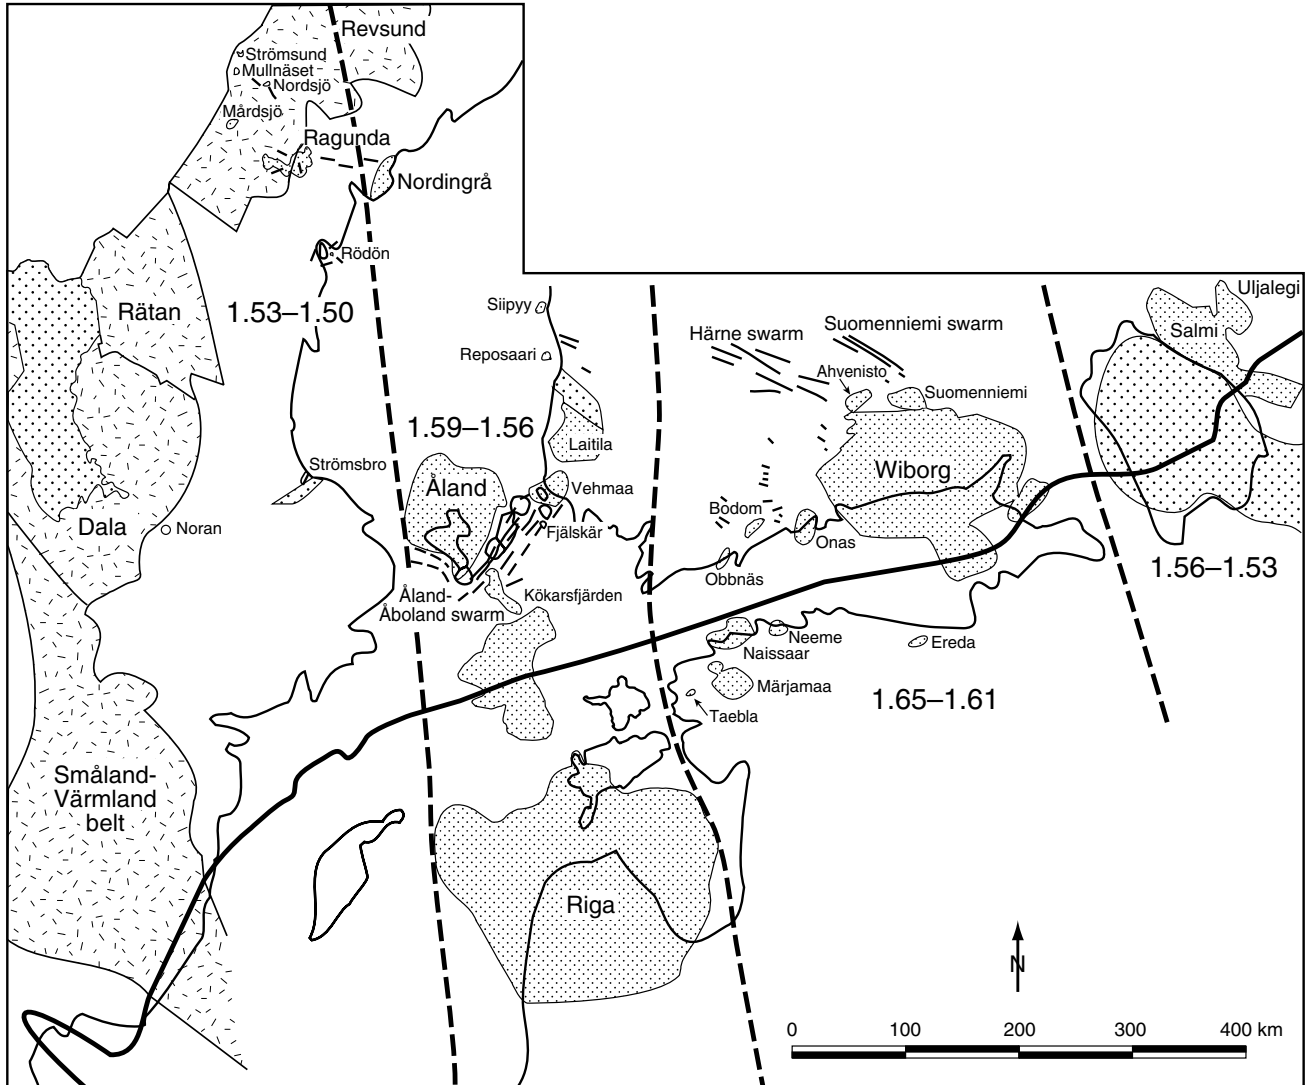 Revsund
Strömsund
Mullnäset
Nordsjö
Mårdsjö
Ragunda
Nordingrå
Rödön
Rätan
1.53–1.50
Siipyy
Reposaari
1.59–1.56
Laitila
Härne swarm
Suomenniemi swarm
Ahvenisto
Suomenniemi
Uljalegi
Salmi
Strömsbro
Åland
Vehmaa
Fjälskär
Wiborg
Bodom
Onas
Obbnäs
Dala
Noran
Åland-
Åboland swarm
Kökarsfjärden
1.56–1.53
Neeme
Naissaar
Ereda
Märjamaa
Taebla
1.65–1.61
Småland-
Värmland
belt
Riga
N
0 100 200 300 400 km